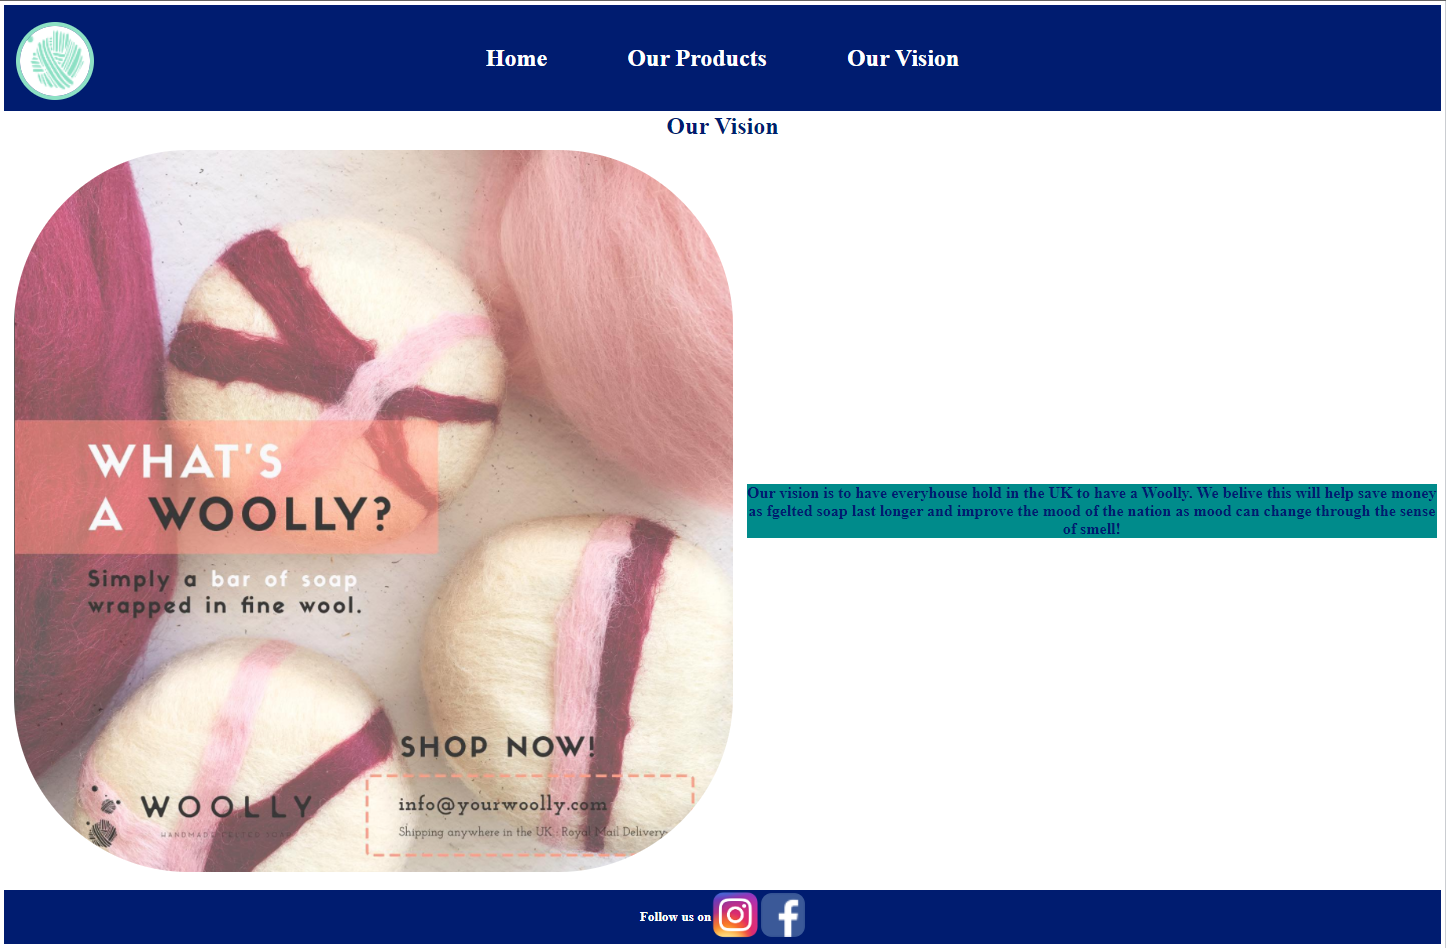 Home Our Products Our Vision
Our Vision
WHAT'S
A WOOLLY?
Simply a bar of soap
wrapped in fine wool.
SHOP NOW!
info@yourwoolly.com
Shipping anywhere in the UK : Royal Mail Delivery
WOOLLY
HANDMADE FELTED SOAP
Our vision is to have everyhouse hold in the UK to have a Woolly. We belive this will help save money
as fgelted soap last longer and improve the mood of the nation as mood can change through the sense
of smell!
Follow us on